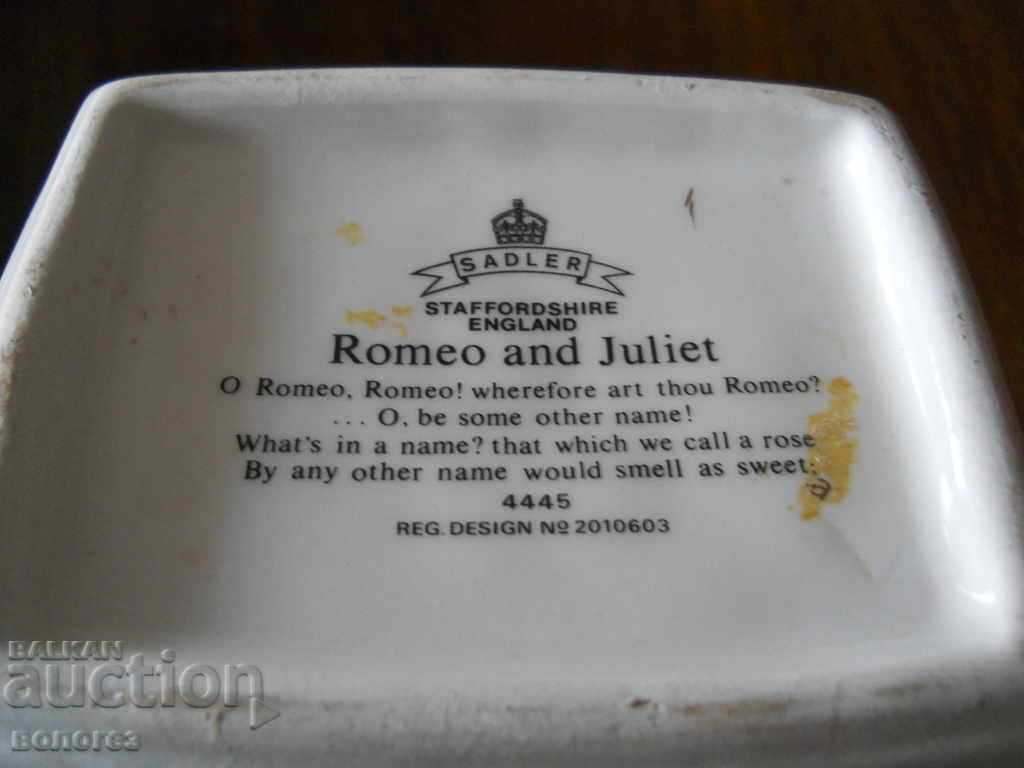 SADLER
STAFFORDSHIRE
ENGLAND
Romeo and Juliet
O Romeo, Romeo! wherefore art thou Romeo?
... O, be some other name!
What's in a name? that which we call a rose
By any other name would smell as sweet;
4445
REG. DESIGN Nº 2010603
BALKAN
auction
Bohore3